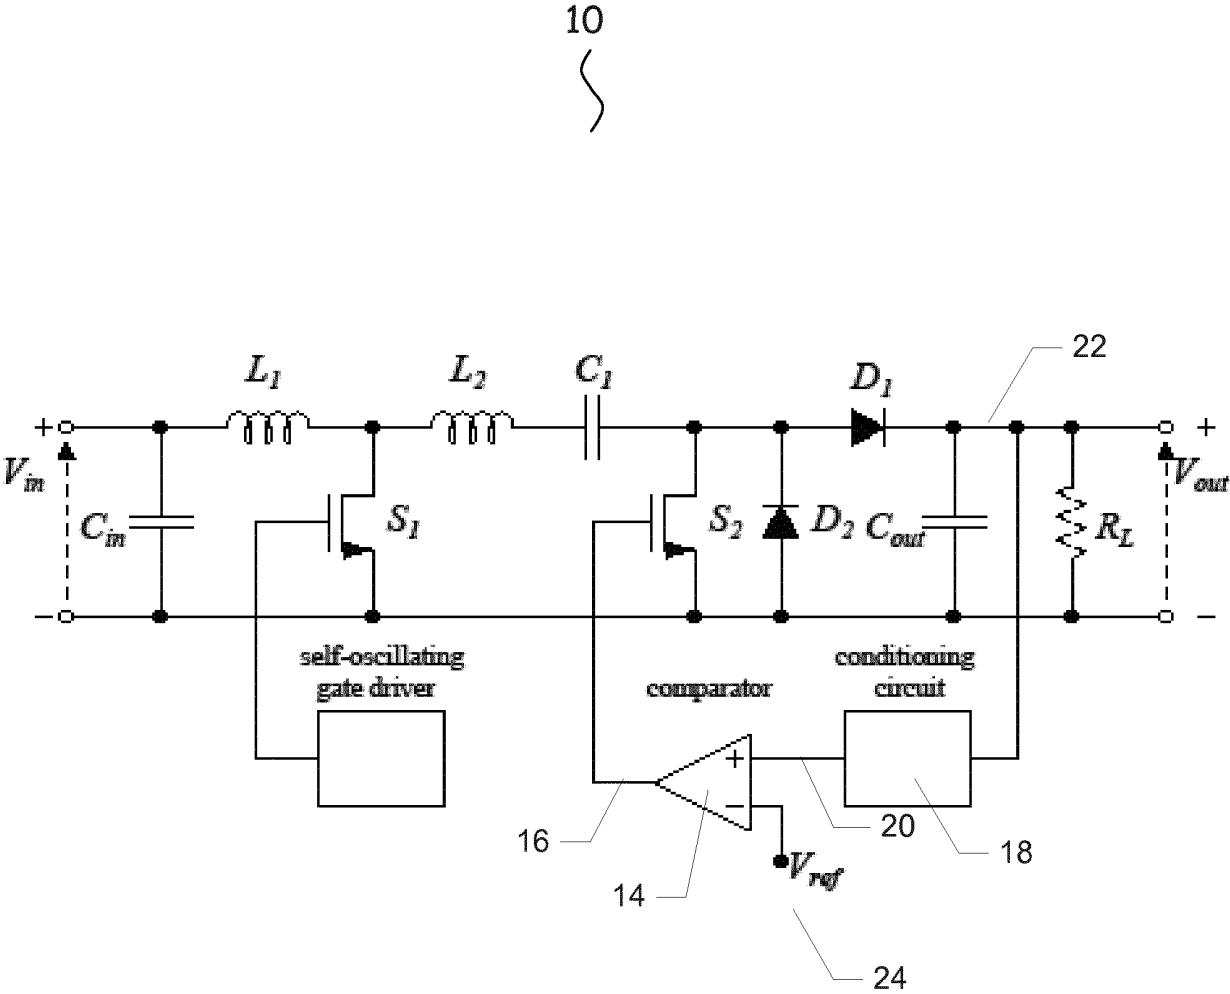 10
22
L1 L2 C1 D1
+ +
Vin Vout
Cin S1 S2 D2 Cout RL
− −
self-oscillating
gate driver
comparator
conditioning
circuit
+
−
16
20
18
14
Vref
24